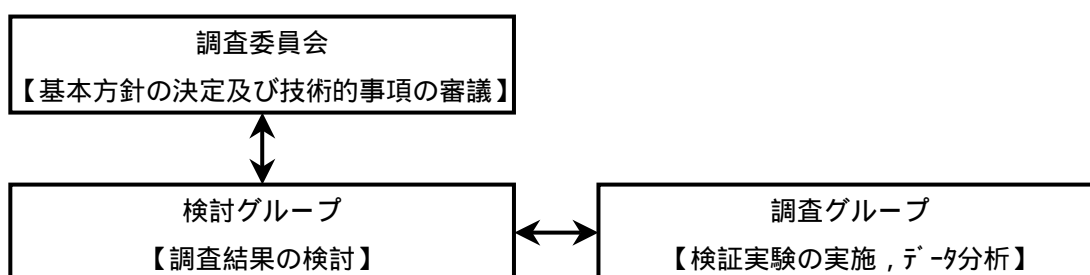 調査委員会
【基本方針の決定及び技術的事項の審議】
検討グループ
【調査結果の検討】
調査グループ
【検証実験の実施，ﾃﾞｰﾀ分析】